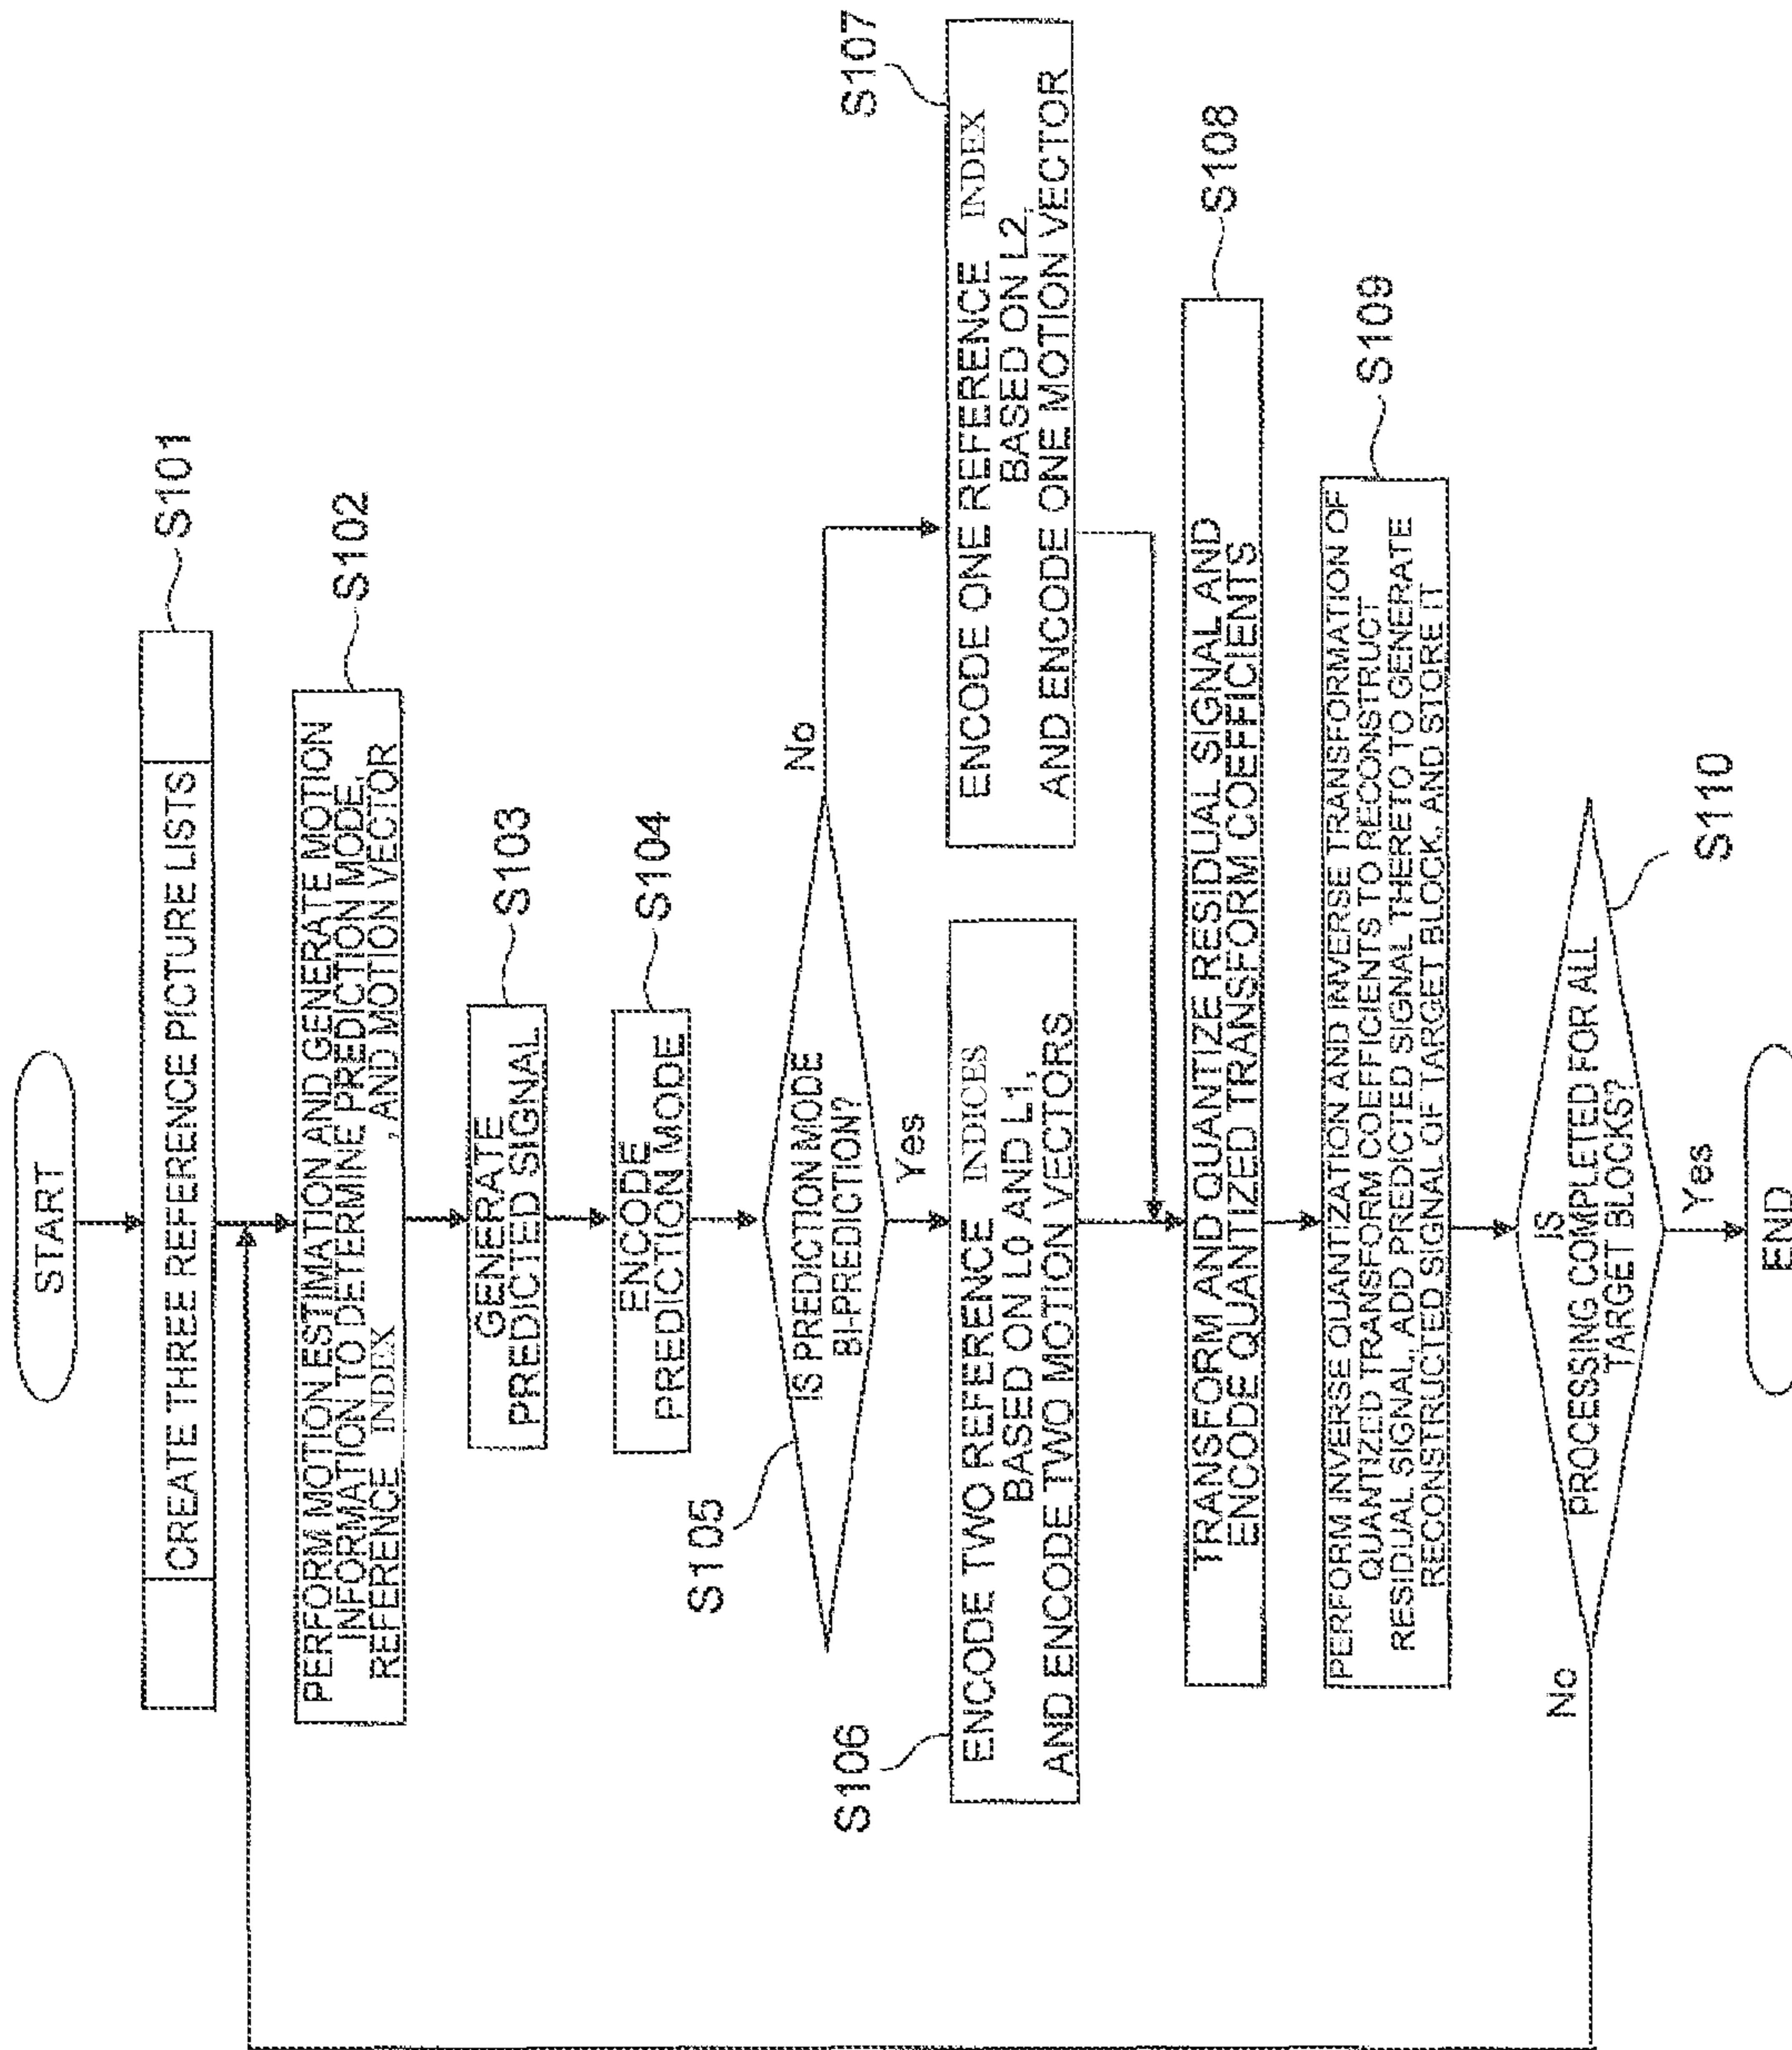 START
CREATE THREE REFERENCE PICTURE LISTS
S101
PERFORM MOTION ESTIMATION AND GENERATE MOTION
INFORMATION TO DETERMINE PREDICTION MODE,
REFERENCE INDEX , AND MOTION VECTOR
S102
GENERATE
PREDICTED SIGNAL
S103
ENCODE
PREDICTION MODE
S104
IS PREDICTION MODE
BI-PREDICTION?
S105
No
Yes
S106
ENCODE TWO REFERENCE INDICES
BASED ON L0 AND L1,
AND ENCODE TWO MOTION VECTORS
S107
ENCODE ONE REFERENCE INDEX
BASED ON L2,
AND ENCODE ONE MOTION VECTOR
TRANSFORM AND QUANTIZE RESIDUAL SIGNAL AND
ENCODE QUANTIZED TRANSFORM COEFFICIENTS
S108
PERFORM INVERSE QUANTIZATION AND INVERSE TRANSFORMATION OF
QUANTIZED TRANSFORM COEFFICIENTS TO RECONSTRUCT
RESIDUAL SIGNAL, ADD PREDICTED SIGNAL THERETO TO GENERATE
RECONSTRUCTED SIGNAL OF TARGET BLOCK, AND STORE IT
S109
IS
PROCESSING COMPLETED FOR ALL
TARGET BLOCKS?
S110
No
Yes
END